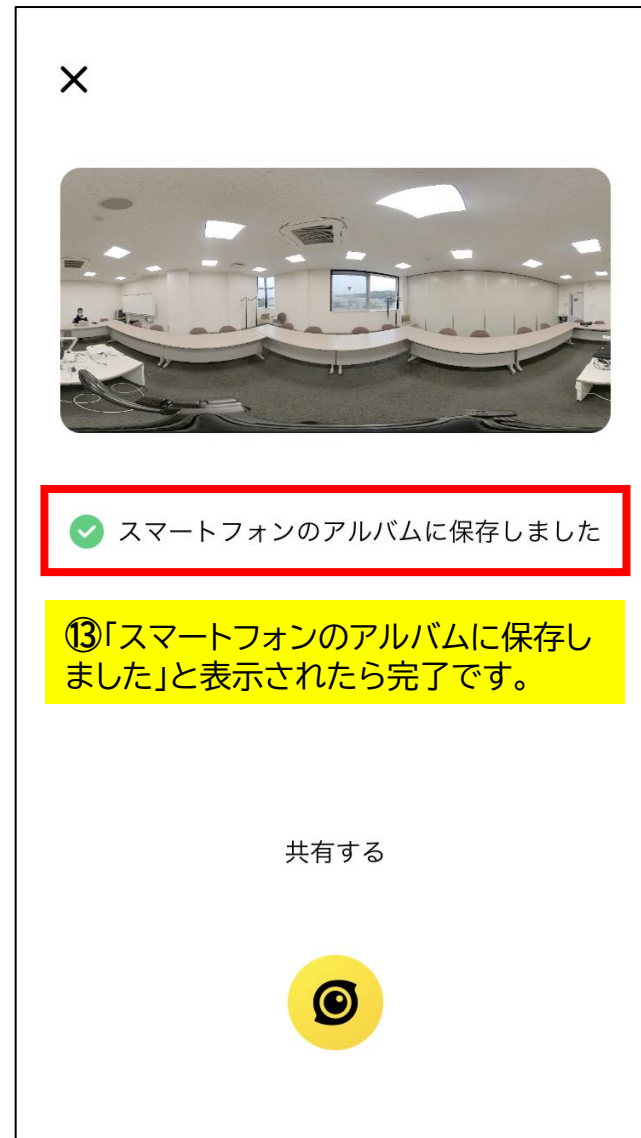 スマートフォンのアルバムに保存しました
⑬「スマートフォンのアルバムに保存し
ました」と表示されたら完了です。
共有する